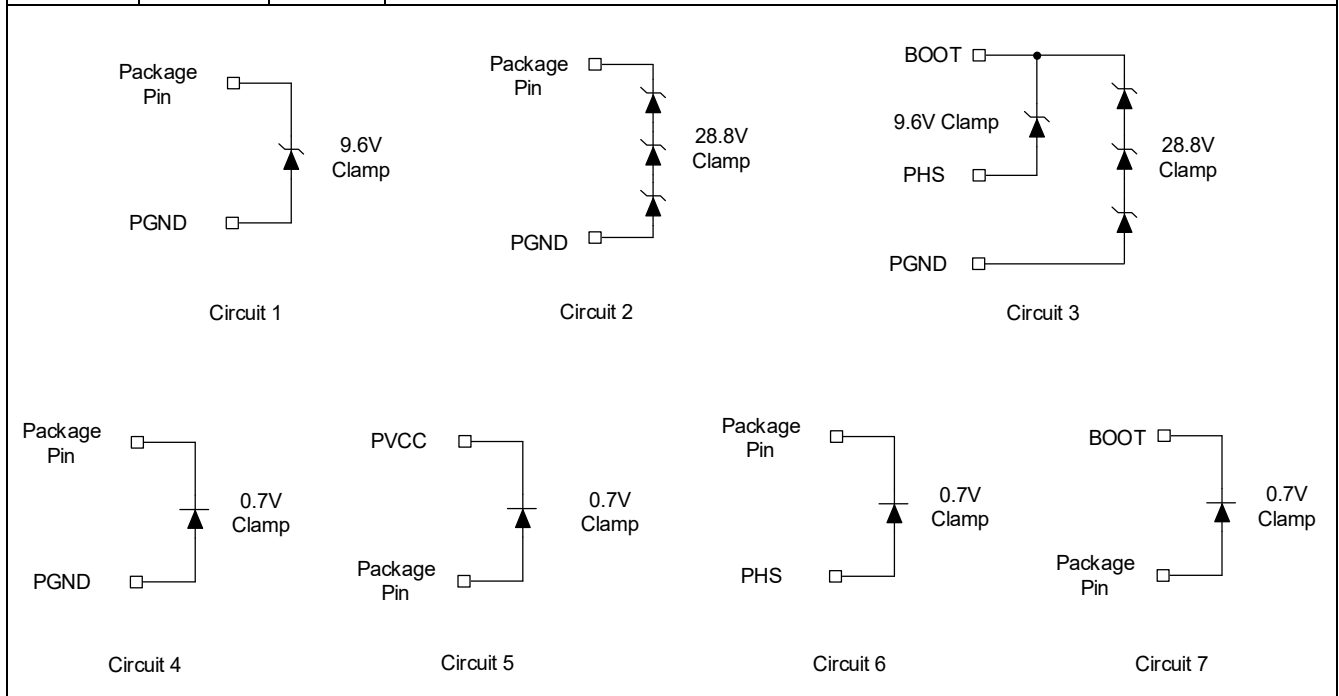 Package
Pin
9.6V
Clamp
PGND
Circuit 1
Package
Pin
28.8V
Clamp
PGND
Circuit 2
BOOT
9.6V Clamp
PHS
28.8V
Clamp
PGND
Circuit 3
Package
Pin
0.7V
Clamp
PGND
Circuit 4
PVCC
0.7V
Clamp
Package
Pin
Circuit 5
Package
Pin
0.7V
Clamp
PHS
Circuit 6
BOOT
0.7V
Clamp
Package
Pin
Circuit 7